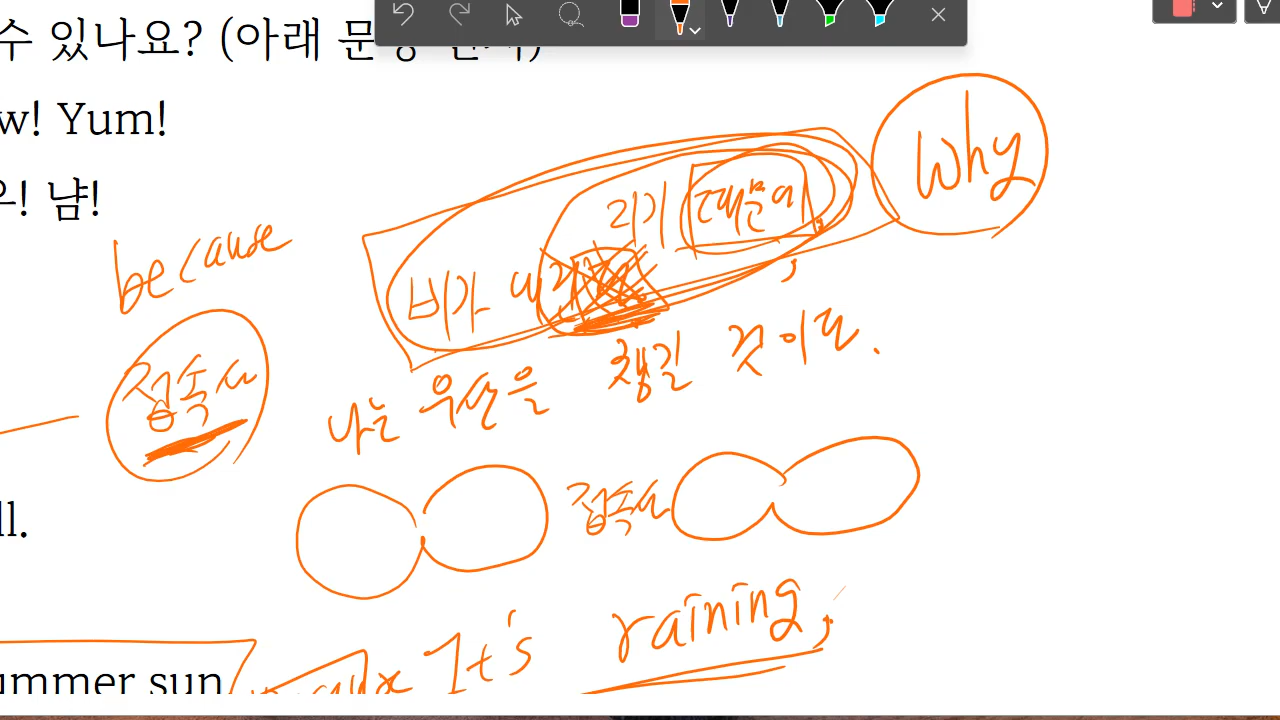 수 있나요? (아래 문장
w! Yum!
우! 냠!
Why
리기 때문에,
because
비가 내
접속사
나는 우산을 챙길 것이다.
접속사
ll.
It's raining,
ummer sun